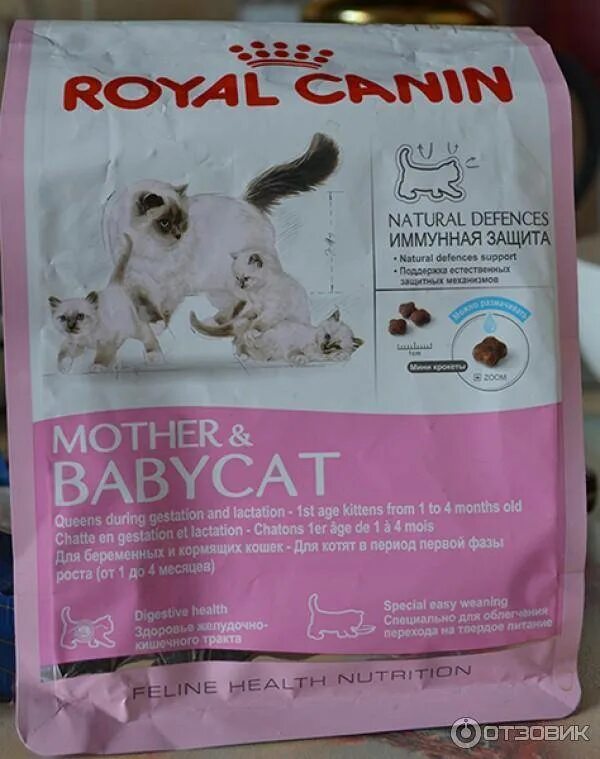 ROYAL CANIN
NATURAL DEFENCES
ИММУННАЯ ЗАЩИТА
• Natural defences support
• Поддержка естественных
защитных механизмов
Можно размачивать
1cm
Мини крокеты
ZOOM
MOTHER &
BABYCAT
Queens during gestation and lactation - 1st age kittens from 1 to 4 months old
Chatte en gestation et lactation - Chatons 1er âge de 1 à 4 mois
Для беременных и кормящих кошек - Для котят в период первой фазы
роста (от 1 до 4 месяцев)
Digestive health
Здоровье желудочно-
кишечного тракта
Special easy weaning
Специально для облегчения
перехода на твердое питание
FELINE HEALTH NUTRITION
ОТЗОВИК